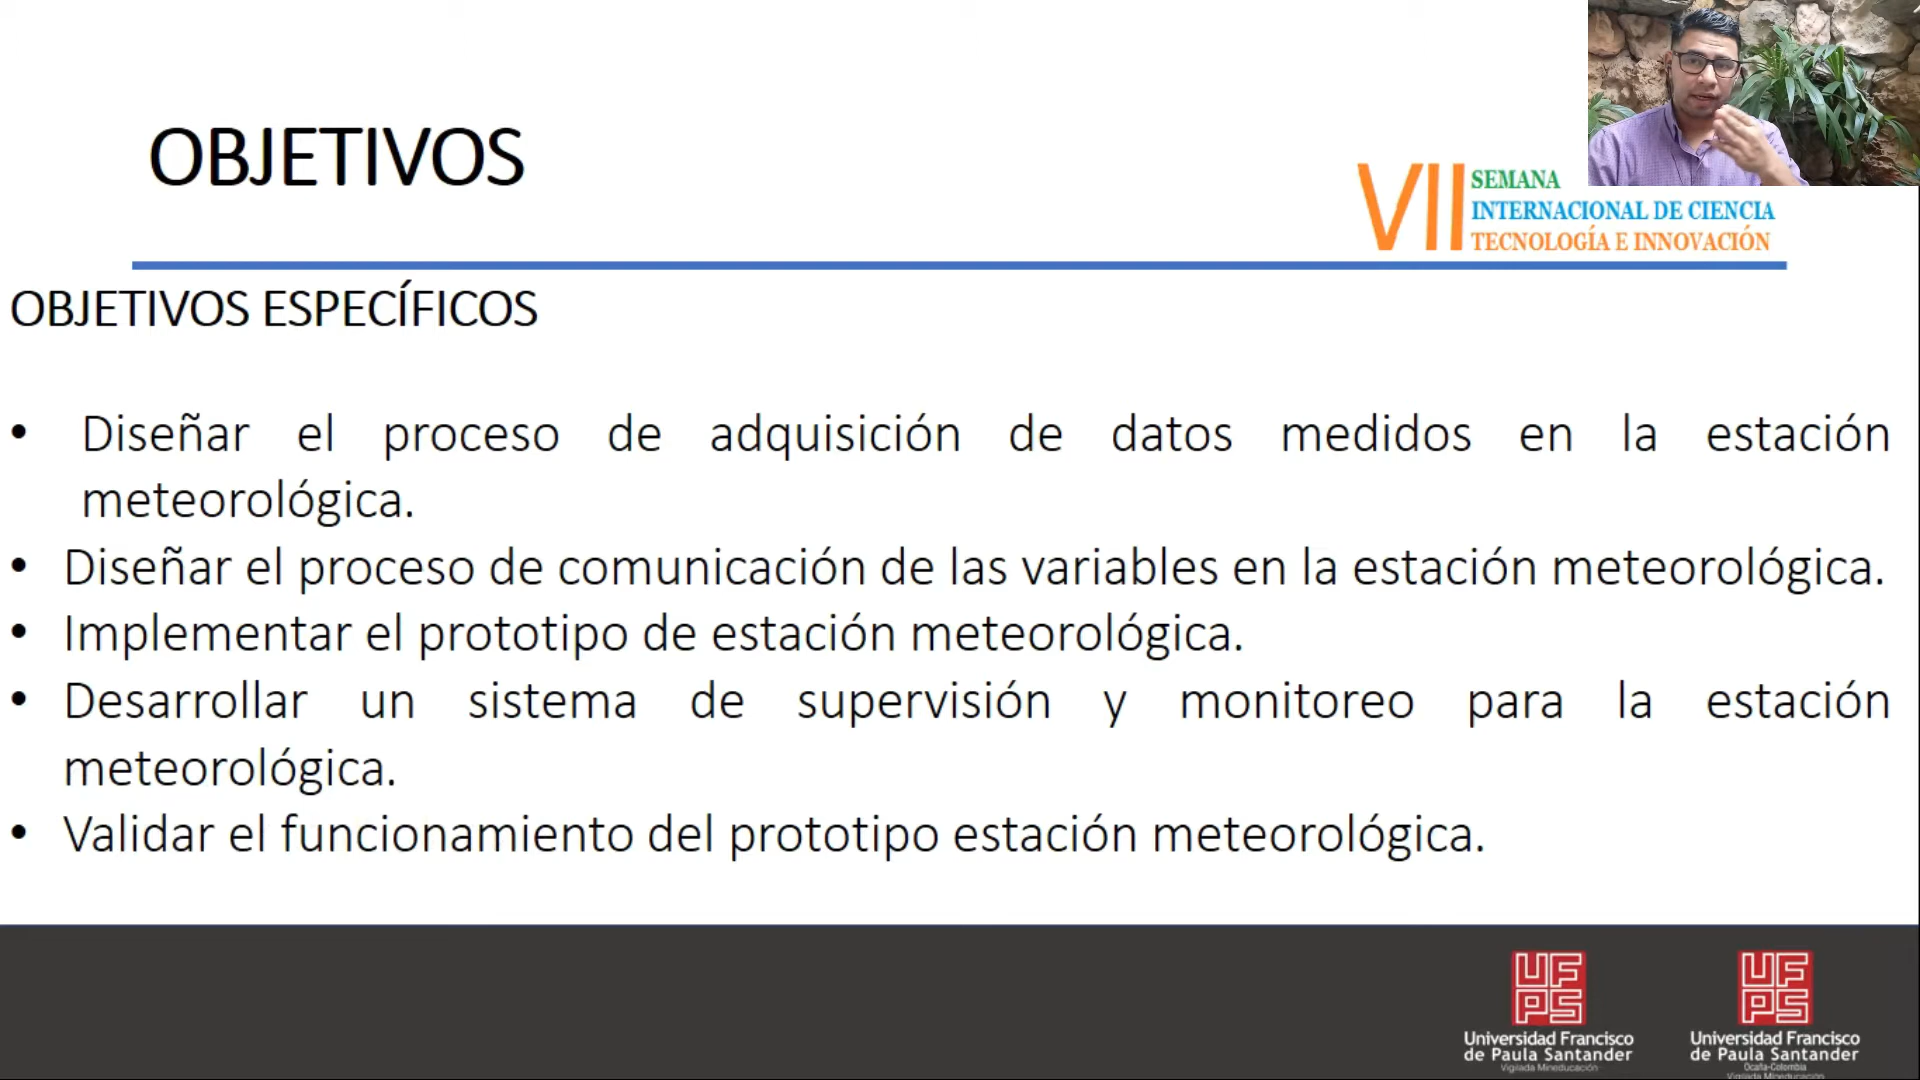 OBJETIVOS
VII
SEMANA
INTERNACIONAL DE CIENCIA
TECNOLOGÍA E INNOVACIÓN
OBJETIVOS ESPECÍFICOS
• Diseñar el proceso de adquisición de datos medidos en la estación
meteorológica.
• Diseñar el proceso de comunicación de las variables en la estación meteorológica.
• Implementar el prototipo de estación meteorológica.
• Desarrollar un sistema de supervisión y monitoreo para la estación
meteorológica.
• Validar el funcionamiento del prototipo estación meteorológica.
UFPS
Universidad Francisco
de Paula Santander
Vigilada Mineducación
UFPS
Universidad Francisco
de Paula Santander
Ocaña-Colombia
Vigilada Mineducación